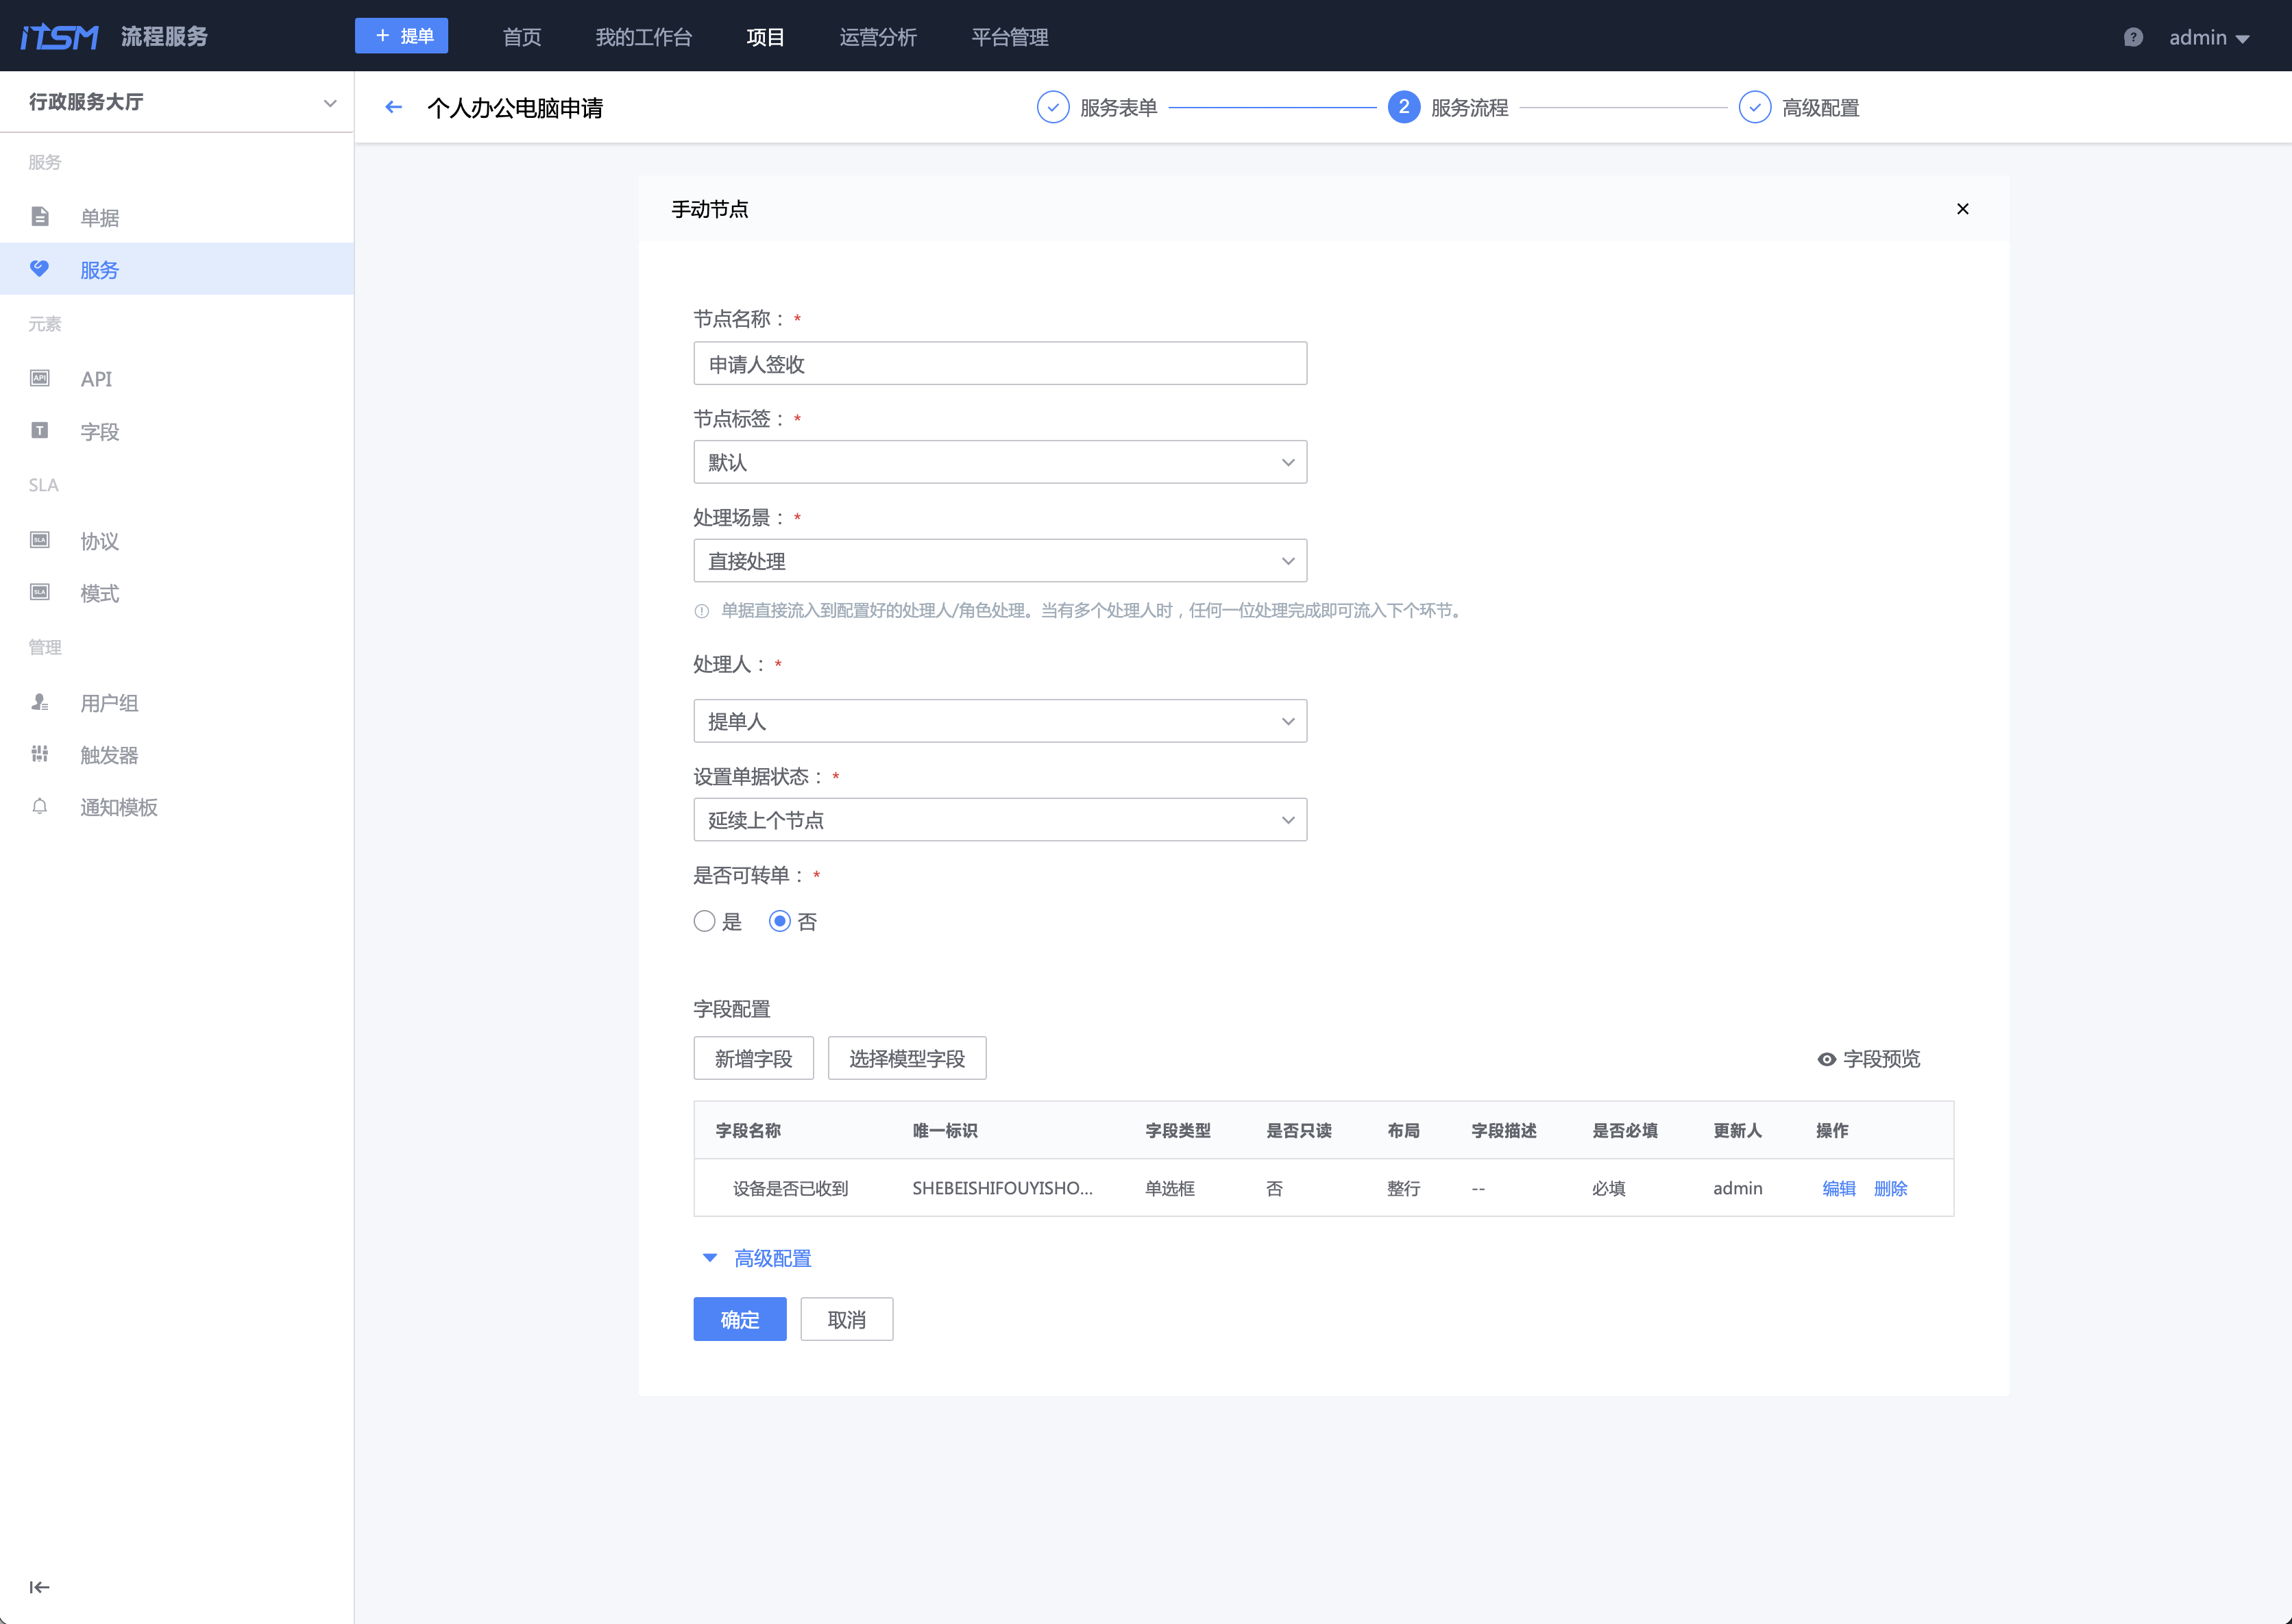 iTSM 流程服务 + 提单 首页 我的工作台 项目 运营分析 平台管理 ? admin
行政服务大厅
← 个人办公电脑申请 服务表单 2 服务流程 高级配置
服务
单据
服务
元素
API API
T 字段
SLA
SLA 协议
SLA 模式
管理
用户组
触发器
通知模板
手动节点 ×
节点名称： *
申请人签收
节点标签： *
默认
处理场景： *
直接处理
单据直接流入到配置好的处理人/角色处理。当有多个处理人时，任何一位处理完成即可流入下个环节。
处理人： *
提单人
设置单据状态： *
延续上个节点
是否可转单： *
是 否
字段配置
新增字段 选择模型字段 字段预览
字段名称 唯一标识 字段类型 是否只读 布局 字段描述 是否必填 更新人 操作
设备是否已收到 SHEBEISHIFOUYISHO... 单选框 否 整行 -- 必填 admin 编辑 删除
高级配置
确定 取消